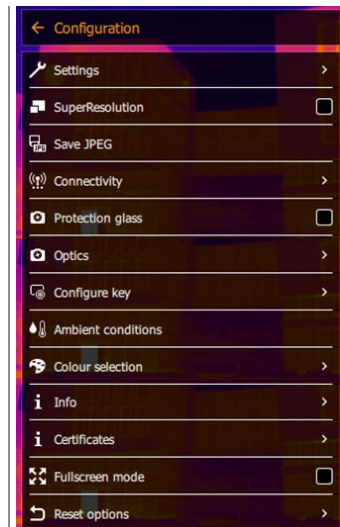 Configuration
Settings
SuperResolution
JPG
Save JPEG
Connectivity
Protection glass
Optics
Configure key
Ambient conditions
Colour selection
Info
Certificates
Fullscreen mode
Reset options